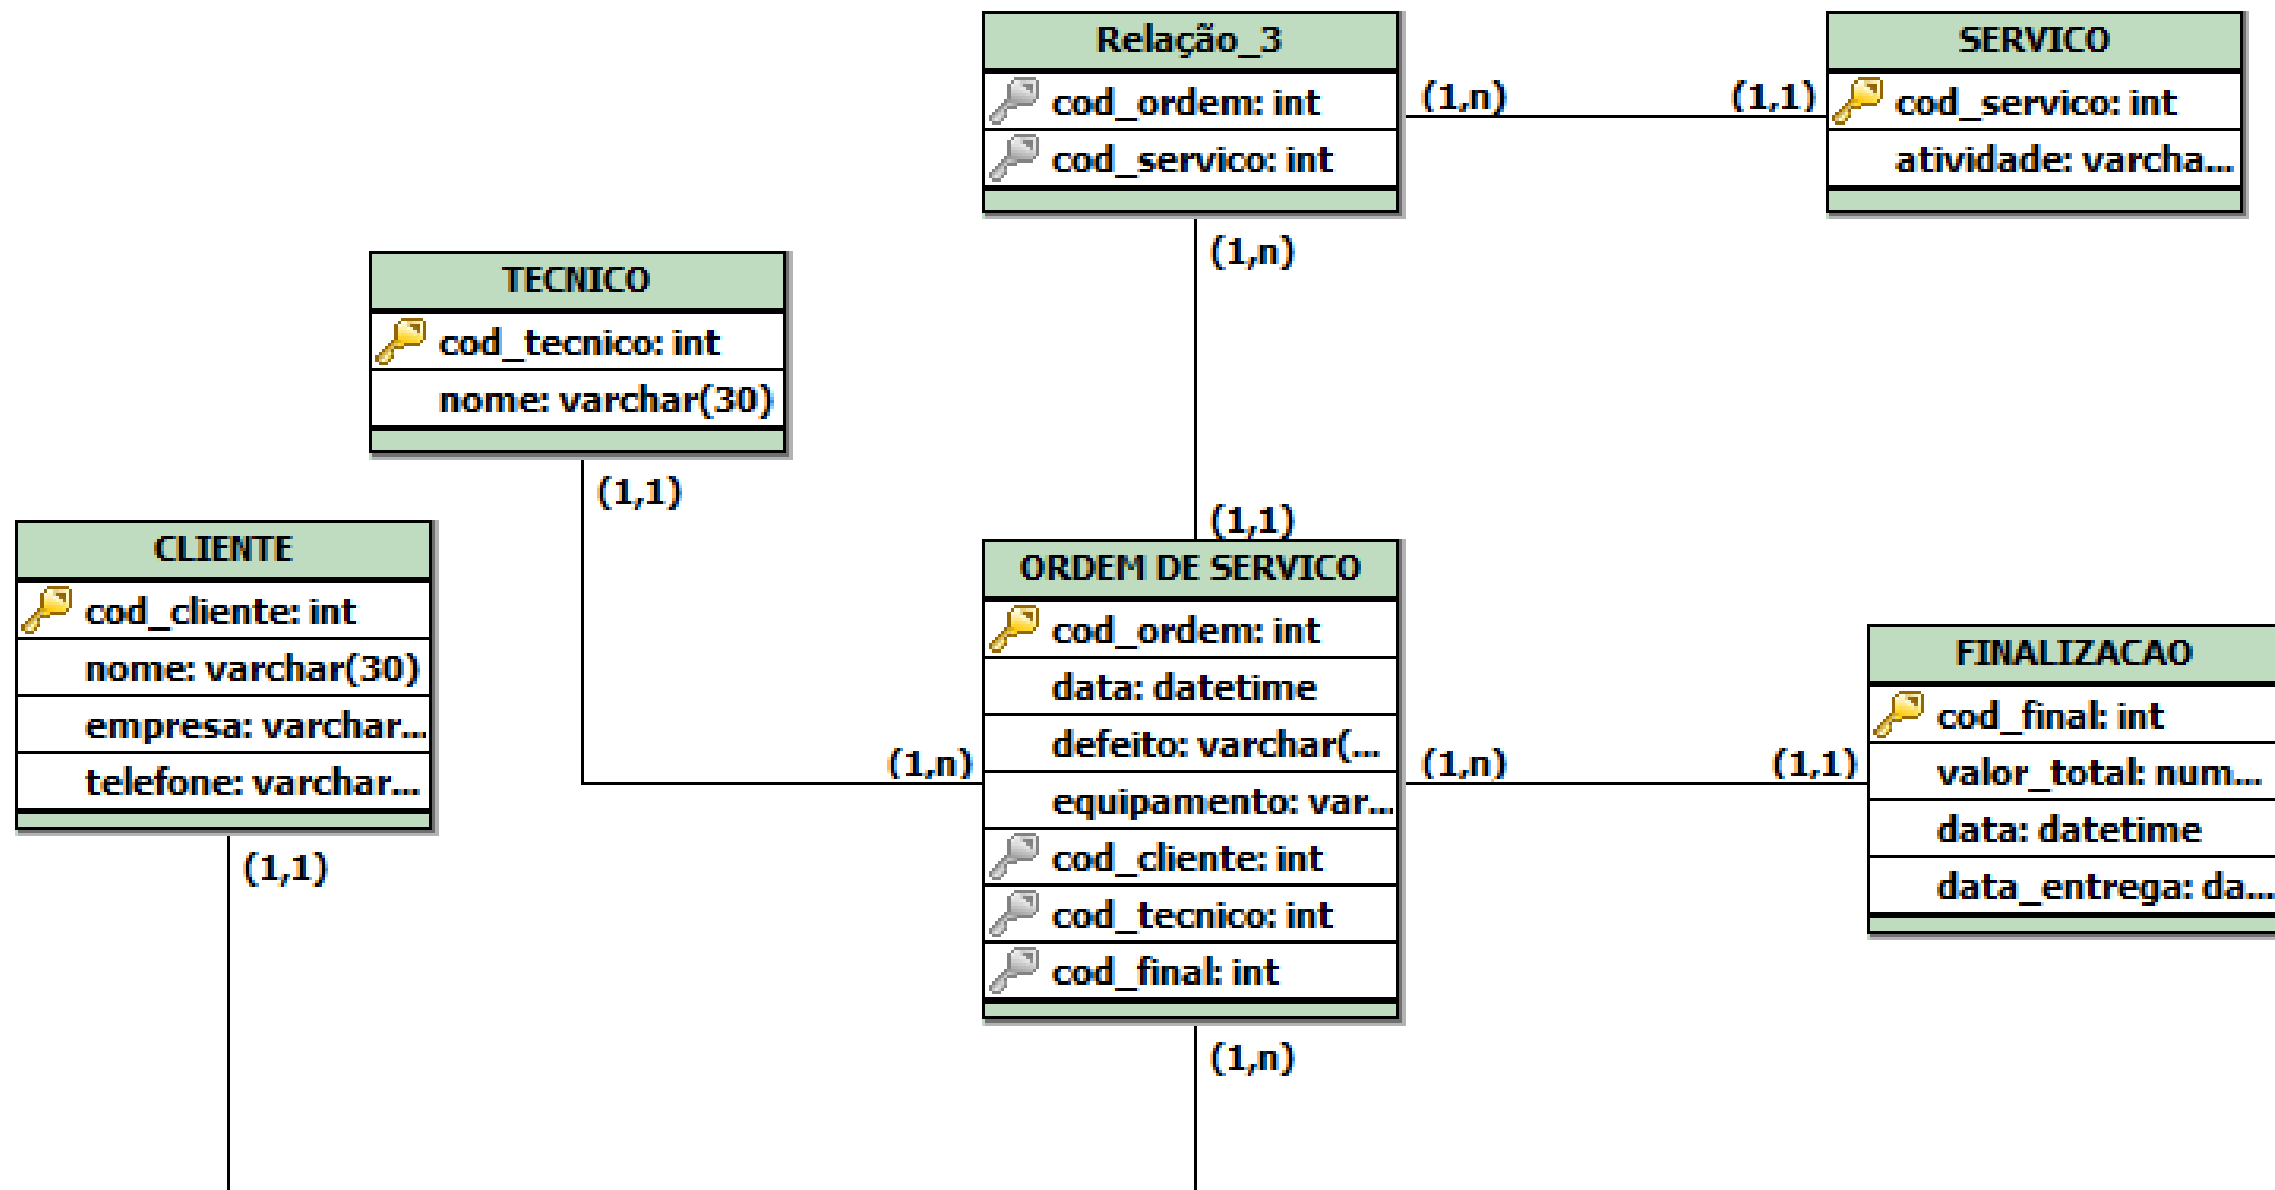 Relação_3
cod_ordem: int
cod_servico: int
(1,n)
(1,1)
SERVICO
cod_servico: int
atividade: varcha...
(1,n)
TECNICO
cod_tecnico: int
nome: varchar(30)
(1,1)
(1,1)
CLIENTE
cod_cliente: int
nome: varchar(30)
empresa: varchar...
telefone: varchar...
(1,1)
ORDEM DE SERVICO
cod_ordem: int
data: datetime
defeito: varchar(...
equipamento: var...
cod_cliente: int
cod_tecnico: int
cod_final: int
(1,n)
(1,n)
(1,1)
(1,n)
FINALIZACAO
cod_final: int
valor_total: num...
data: datetime
data_entrega: da...